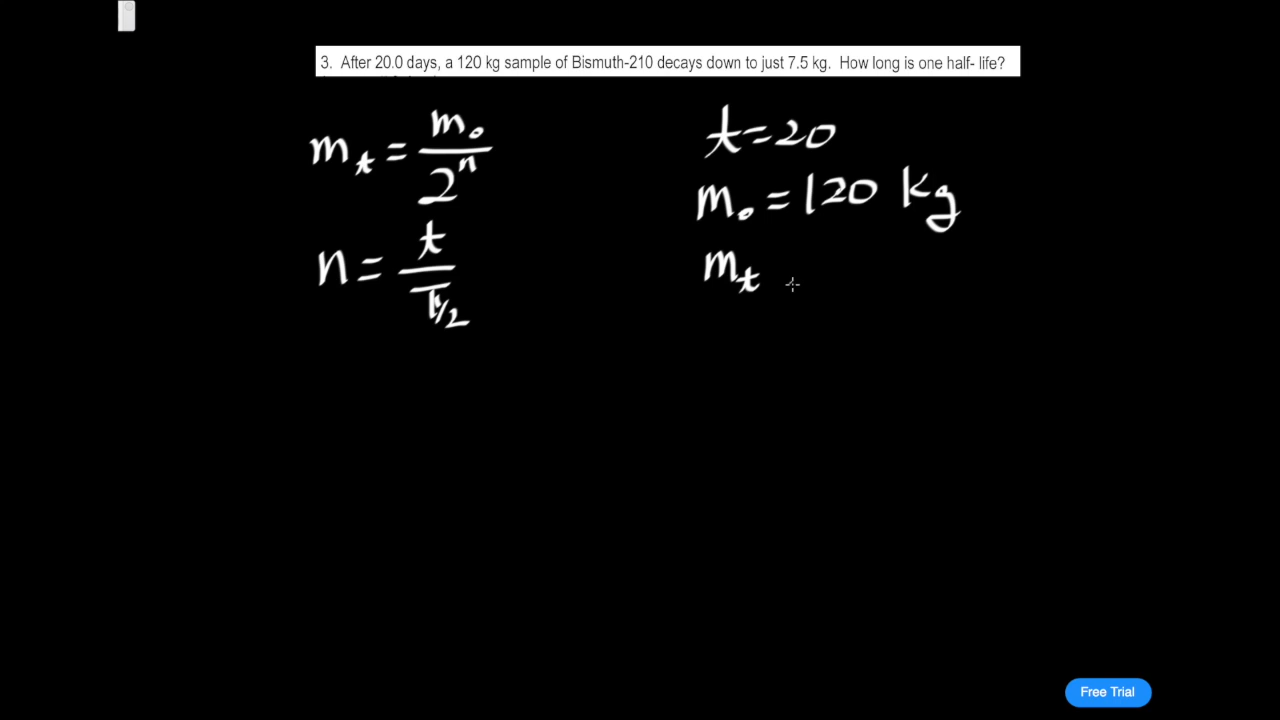 3. After 20.0 days, a 120 kg sample of Bismuth-210 decays down to just 7.5 kg. How long is one half- life?
m_t = m_0 / 2^n
n = t / T_1/2
t = 20
m_0 = 120 kg
m_t
Free Trial